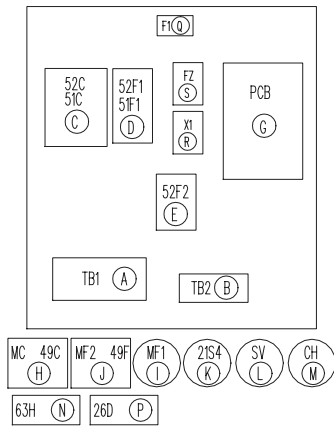 F1 Q
52C
51C
C
52F1
51F1
D
FZ
S
X1
R
PCB
G
52F2
E
TB1 A
TB2 B
MC 49C
H
MF2 49F
J
MF1
I
21S4
K
SV
L
CH
M
63H N
26D P